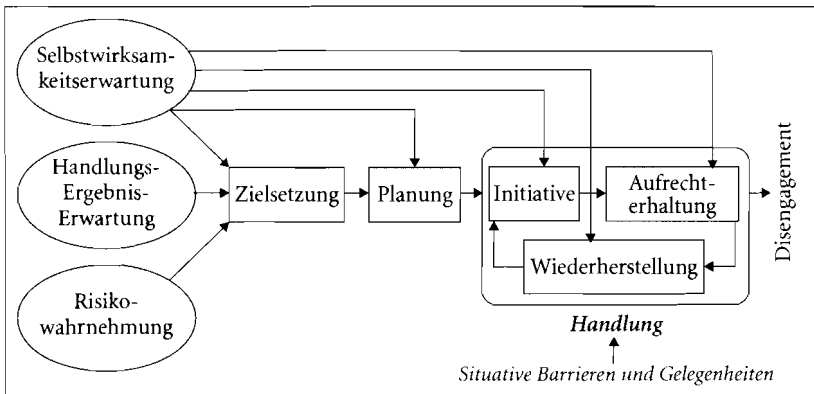 Selbstwirksam-
keitserwartung
Handlungs-
Ergebnis-
Erwartung
Risiko-
wahrnehmung
Zielsetzung
Planung
Initiative
Aufrecht-
erhaltung
Wiederherstellung
Disengagement
Handlung
Situative Barrieren und Gelegenheiten